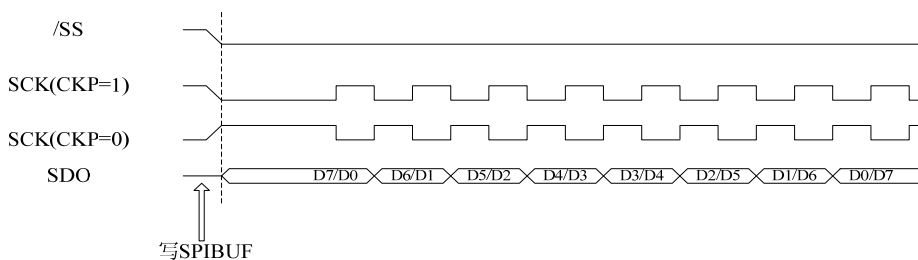 /SS
SCK(CKP=1)
SCK(CKP=0)
SDO
D7/D0 D6/D1 D5/D2 D4/D3 D3/D4 D2/D5 D1/D6 D0/D7
写SPIBUF